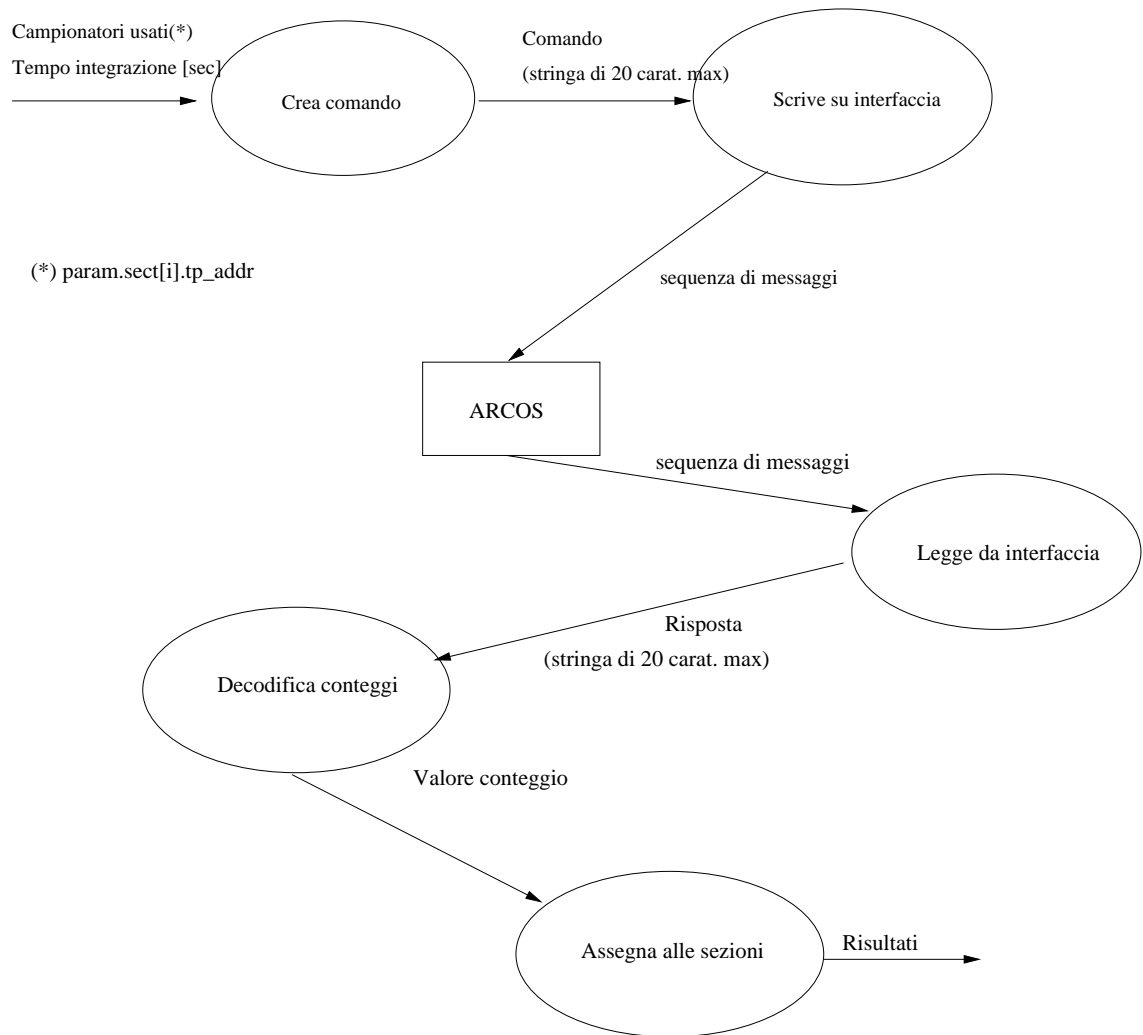 Campionatori usati(*)
Tempo integrazione [sec]
Crea comando
Comando
(stringa di 20 carat. max)
Scrive su interfaccia
(*) param.sect[i].tp_addr
sequenza di messaggi
ARCOS
sequenza di messaggi
Legge da interfaccia
Risposta
(stringa di 20 carat. max)
Decodifica conteggi
Valore conteggio
Assegna alle sezioni
Risultati